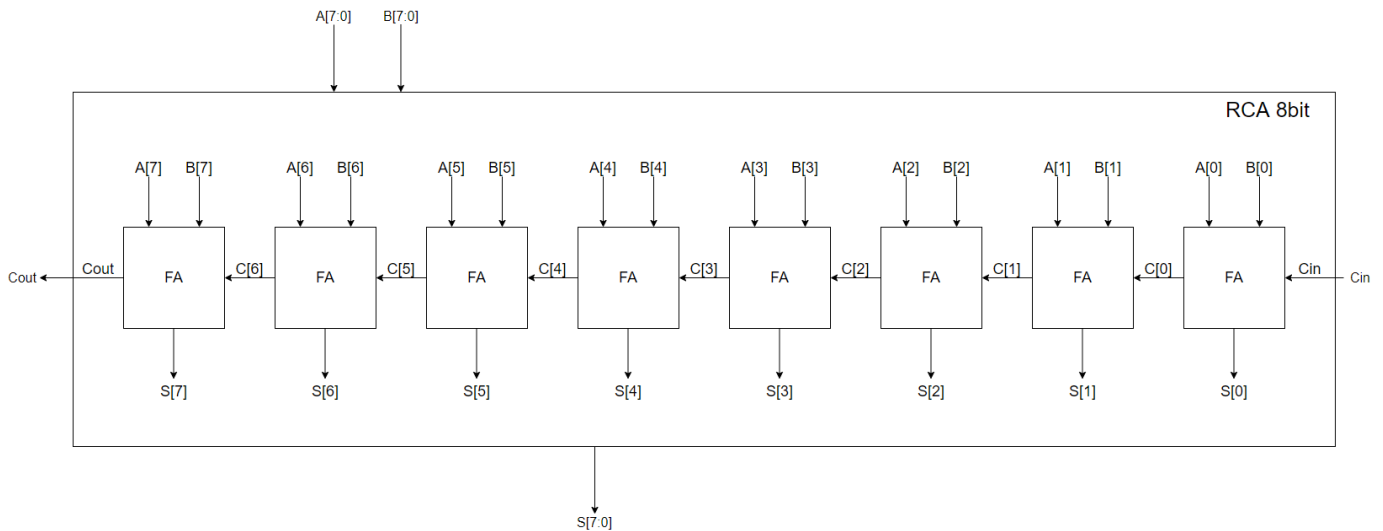 A[7:0] B[7:0]
RCA 8bit
A[7] B[7] A[6] B[6] A[5] B[5] A[4] B[4] A[3] B[3] A[2] B[2] A[1] B[1] A[0] B[0]
Cout Cout FA C[6] FA C[5] FA C[4] FA C[3] FA C[2] FA C[1] FA C[0] FA Cin Cin
S[7] S[6] S[5] S[4] S[3] S[2] S[1] S[0]
S[7:0]